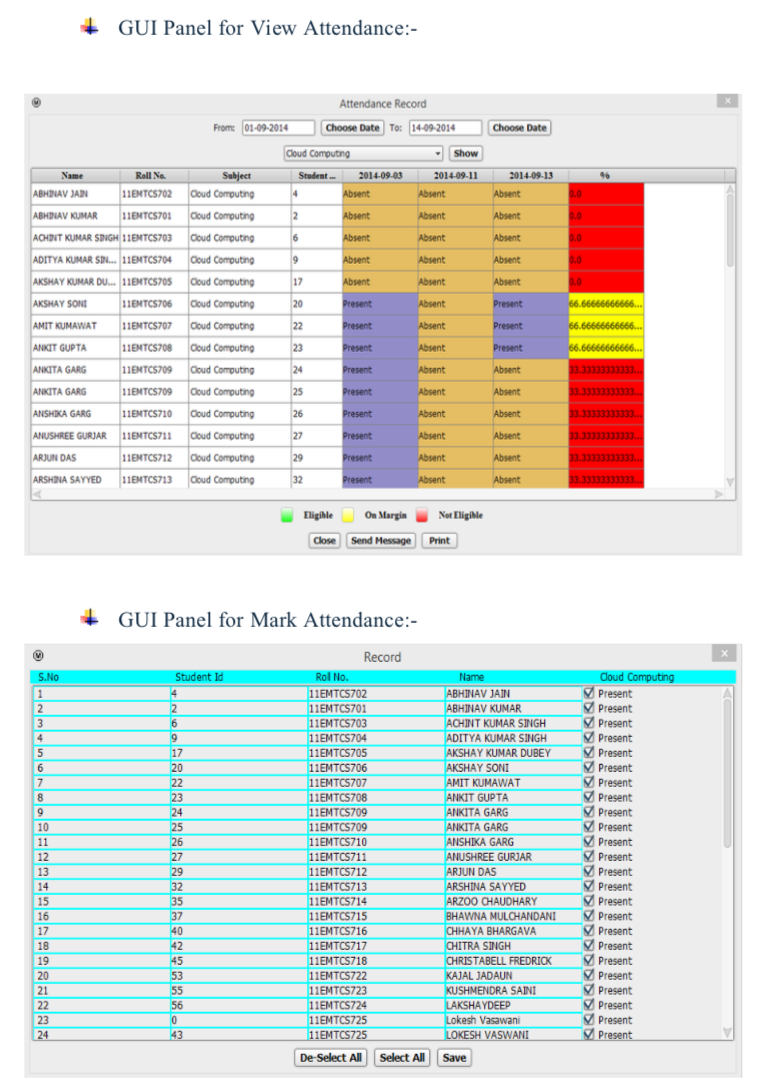 GUI Panel for View Attendance:-
Attendance Record
From: 01-09-2014 Choose Date To: 14-09-2014 Choose Date
Cloud Computing Show
Name Roll No. Subject Student ... 2014-09-03 2014-09-11 2014-09-13 %
ABHINAV JAIN 11EMTCS702 Cloud Computing 4 Absent Absent Absent 0.0
ABHINAV KUMAR 11EMTCS701 Cloud Computing 2 Absent Absent Absent 0.0
ACHINT KUMAR SINGH 11EMTCS703 Cloud Computing 6 Absent Absent Absent 0.0
ADITYA KUMAR SIN... 11EMTCS704 Cloud Computing 9 Absent Absent Absent 0.0
AKSHAY KUMAR DU... 11EMTCS705 Cloud Computing 17 Absent Absent Absent 0.0
AKSHAY SONI 11EMTCS706 Cloud Computing 20 Present Absent Present 66.66666666666...
AMIT KUMAWAT 11EMTCS707 Cloud Computing 22 Present Absent Present 66.66666666666...
ANKIT GUPTA 11EMTCS708 Cloud Computing 23 Present Absent Present 66.66666666666...
ANKITA GARG 11EMTCS709 Cloud Computing 24 Present Absent Absent 33.33333333333...
ANKITA GARG 11EMTCS709 Cloud Computing 25 Present Absent Absent 33.33333333333...
ANSHIKA GARG 11EMTCS710 Cloud Computing 26 Present Absent Absent 33.33333333333...
ANUSHREE GURJAR 11EMTCS711 Cloud Computing 27 Present Absent Absent 33.33333333333...
ARJUN DAS 11EMTCS712 Cloud Computing 29 Present Absent Absent 33.33333333333...
ARSHINA SAYYED 11EMTCS713 Cloud Computing 32 Present Absent Absent 33.33333333333...
Eligible On Margin Not Eligible
Close Send Message Print
GUI Panel for Mark Attendance:-
Record
S.No Student Id Roll No. Name Cloud Computing
1 4 11EMTCS702 ABHINAV JAIN Present
2 2 11EMTCS701 ABHINAV KUMAR Present
3 6 11EMTCS703 ACHINT KUMAR SINGH Present
4 9 11EMTCS704 ADITYA KUMAR SINGH Present
5 17 11EMTCS705 AKSHAY KUMAR DUBEY Present
6 20 11EMTCS706 AKSHAY SONI Present
7 22 11EMTCS707 AMIT KUMAWAT Present
8 23 11EMTCS708 ANKIT GUPTA Present
9 24 11EMTCS709 ANKITA GARG Present
10 25 11EMTCS709 ANKITA GARG Present
11 26 11EMTCS710 ANSHIKA GARG Present
12 27 11EMTCS711 ANUSHREE GURJAR Present
13 29 11EMTCS712 ARJUN DAS Present
14 32 11EMTCS713 ARSHINA SAYYED Present
15 35 11EMTCS714 ARZOO CHAUDHARY Present
16 37 11EMTCS715 BHAWNA MULCHANDANI Present
17 40 11EMTCS716 CHHAYA BHARGAVA Present
18 42 11EMTCS717 CHITRA SINGH Present
19 45 11EMTCS718 CHRISTABELL FREDRICK Present
20 53 11EMTCS722 KAJAL JADAUN Present
21 55 11EMTCS723 KUSHMENDRA SAINI Present
22 56 11EMTCS724 LAKSHAYDEEP Present
23 0 11EMTCS725 Lokesh Vasawani Present
24 43 11EMTCS725 LOKESH VASWANI Present
De-Select All Select All Save